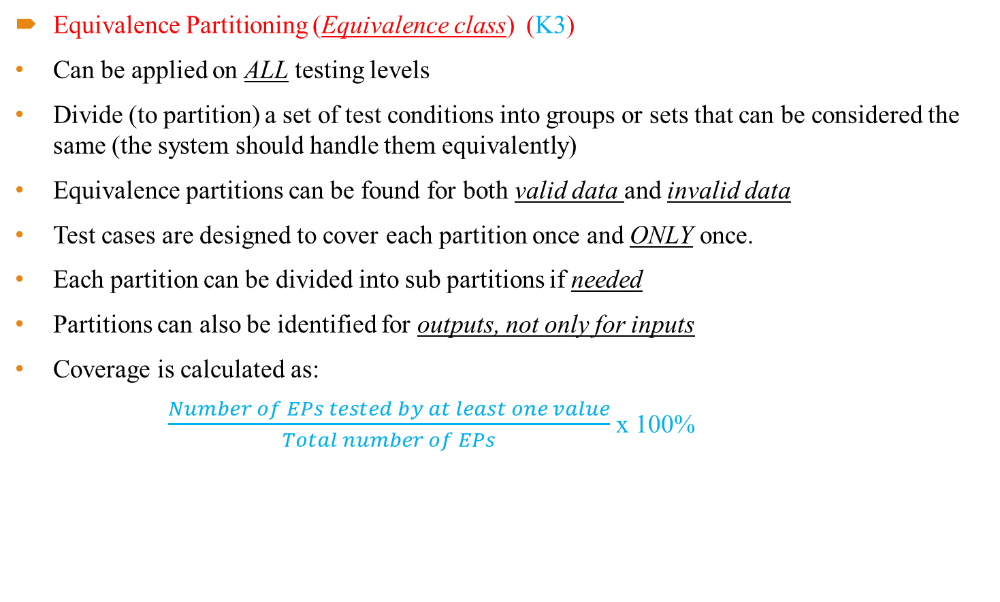 Equivalence Partitioning (Equivalence class) (K3)
• Can be applied on ALL testing levels
• Divide (to partition) a set of test conditions into groups or sets that can be considered the
same (the system should handle them equivalently)
• Equivalence partitions can be found for both valid data and invalid data
• Test cases are designed to cover each partition once and ONLY once.
• Each partition can be divided into sub partitions if needed
• Partitions can also be identified for outputs, not only for inputs
• Coverage is calculated as:
Number of EPs tested by at least one value
Total number of EPs
x 100%